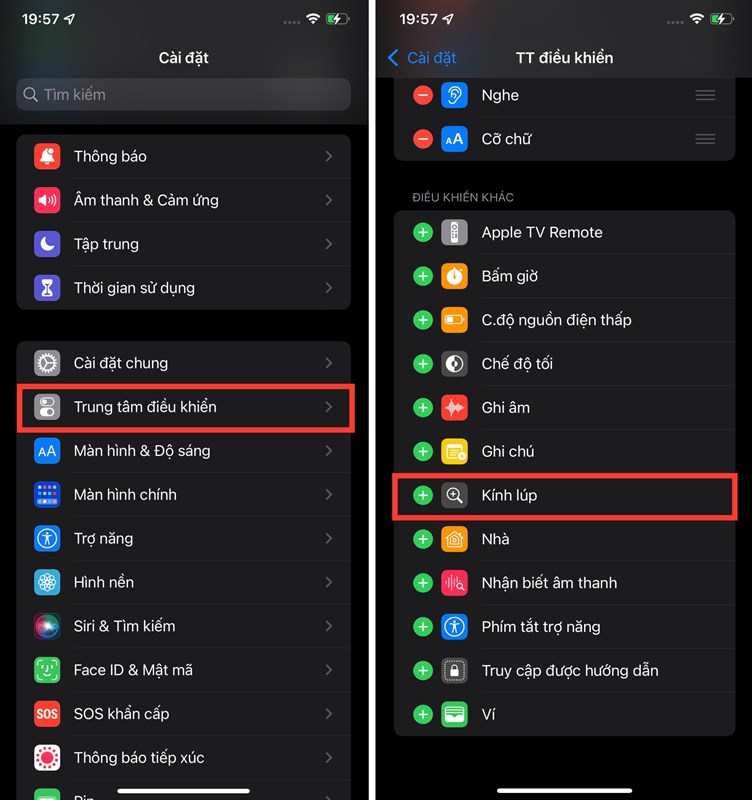 19:57
Cài đặt
Tìm kiếm
Thông báo
Âm thanh & Cảm ứng
Tập trung
Thời gian sử dụng
Cài đặt chung
Trung tâm điều khiển
AA
Màn hình & Độ sáng
Màn hình chính
Trợ năng
Hình nền
Siri & Tìm kiếm
Face ID & Mật mã
SOS
SOS khẩn cấp
Thông báo tiếp xúc
Pin
19:57
Cài đặt
TT điều khiển
Nghe
AA
Cỡ chữ
ĐIỀU KHIỂN KHÁC
Apple TV Remote
Bấm giờ
C.độ nguồn điện thấp
Chế độ tối
Ghi âm
Ghi chú
Kính lúp
Nhà
Nhận biết âm thanh
Phím tắt trợ năng
Truy cập được hướng dẫn
Ví